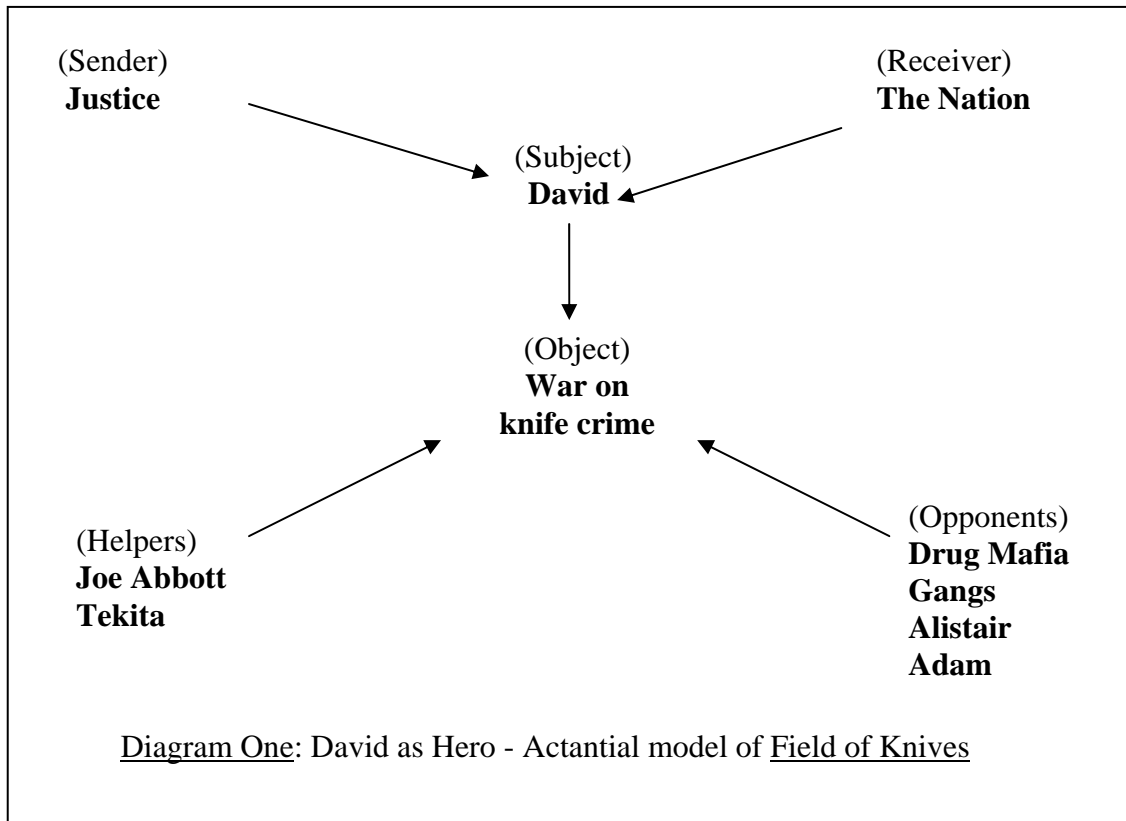 (Sender)
Justice
(Receiver)
The Nation
(Subject)
David
(Object)
War on
knife crime
(Helpers)
Joe Abbott
Tekita
(Opponents)
Drug Mafia
Gangs
Alistair
Adam
Diagram One: David as Hero - Actantial model of Field of Knives